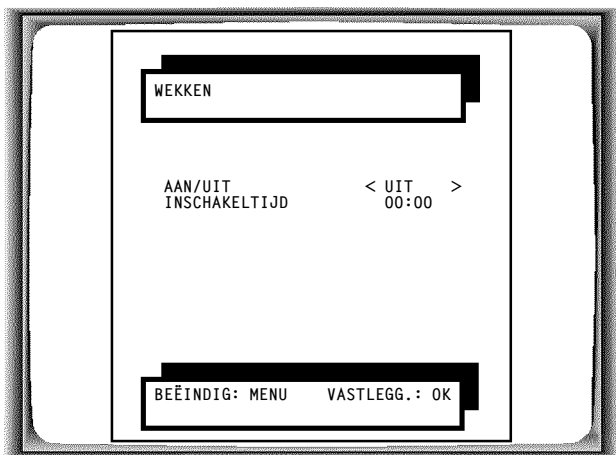 WEKKEN
AAN/UIT < UIT >
INSCHAKELTIJD 00:00
BEËINDIG: MENU VASTLEGG.: OK